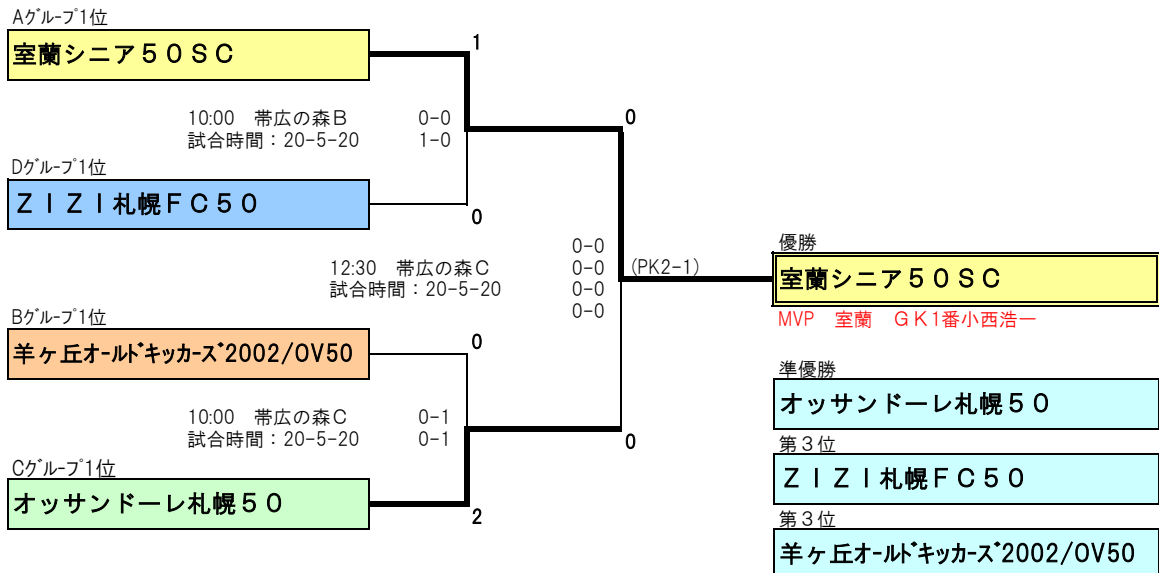 Aグループ1位
室蘭シニア50SC
1
10:00 帯広の森B 0-0
試合時間:20-5-20 1-0
0
Dグループ1位
ZIZI札幌FC50
0
12:30 帯広の森C
試合時間:20-5-20
0-0
0-0
0-0
0-0
(PK2-1)
優勝
室蘭シニア50SC
MVP 室蘭 GK1番小西浩一
Bグループ1位
羊ヶ丘オールドキッカーズ2002/OV50
0
10:00 帯広の森C 0-1
試合時間:20-5-20 0-1
0
Cグループ1位
オッサンドーレ札幌50
2
準優勝
オッサンドーレ札幌50
第3位
ZIZI札幌FC50
第3位
羊ヶ丘オールドキッカーズ2002/OV50